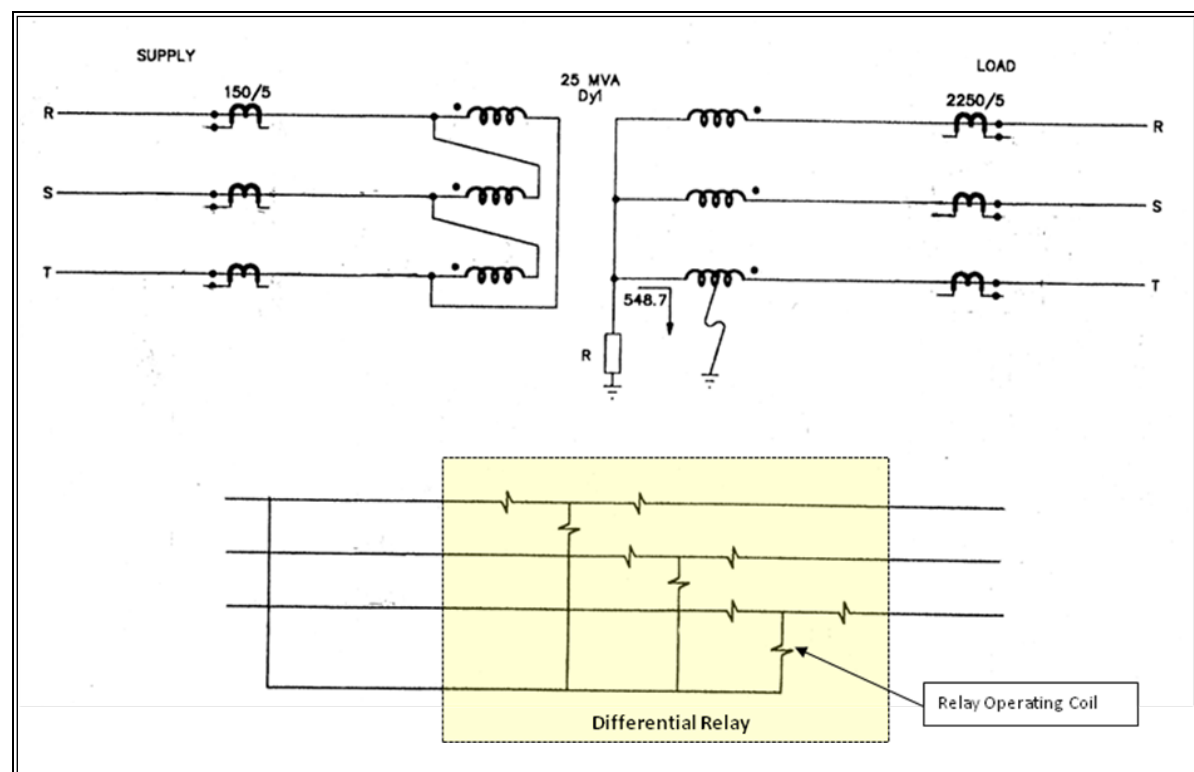 SUPPLY
LOAD
25 MVA
Dy1
150/5
2250/5
R
R
S
S
T
T
548.7
R
Relay Operating Coil
Differential Relay